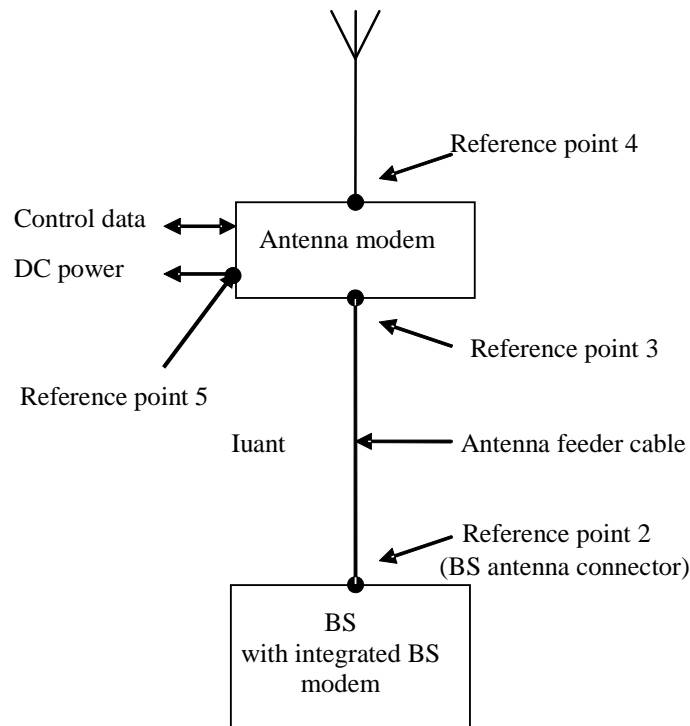 Reference point 4
Control data
Antenna modem
DC power
Reference point 3
Reference point 5
Iuant
Antenna feeder cable
Reference point 2
(BS antenna connector)
BS
with integrated BS
modem